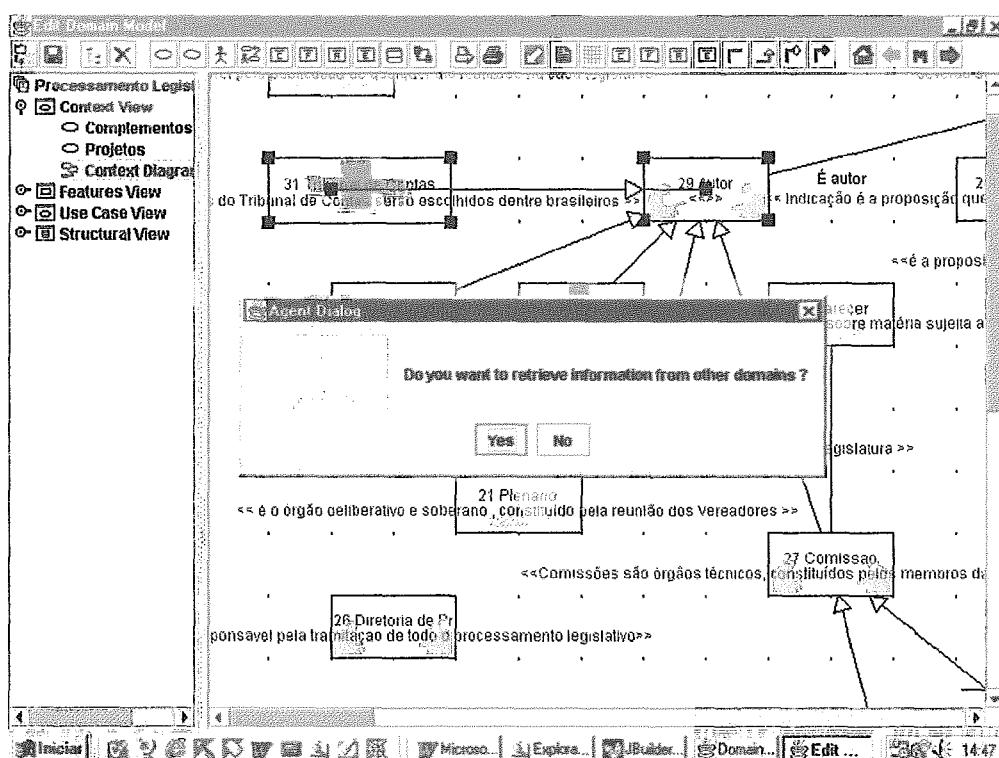 Edit Domain Model
Processamento Legisl
Context View
Complementos
Projetos
Context Diagra
Features View
Use Case View
Structural View
31 T
29 Autor
É autor
2
do Tribunal de Contas serão escolhidos dentre brasileiros
<< Indicação é a proposição que
<<é a proposi
sobre matéria sujeita a
Agent Dialog
Do you want to retrieve information from other domains ?
Yes
No
gislatura >>
21 Plenario
<< é o órgão deliberativo e soberano , constituído pela reunião dos Vereadores >>
27 Comissao
<<Comissões são órgãos técnicos, constituídos pelos membros da
26 Diretoria de Pr
ponsável pela tramitação de todo o processamento legislativo>>
Iniciar
Microso...
Explora...
JBuilder...
Domain...
Edit ...
14:47